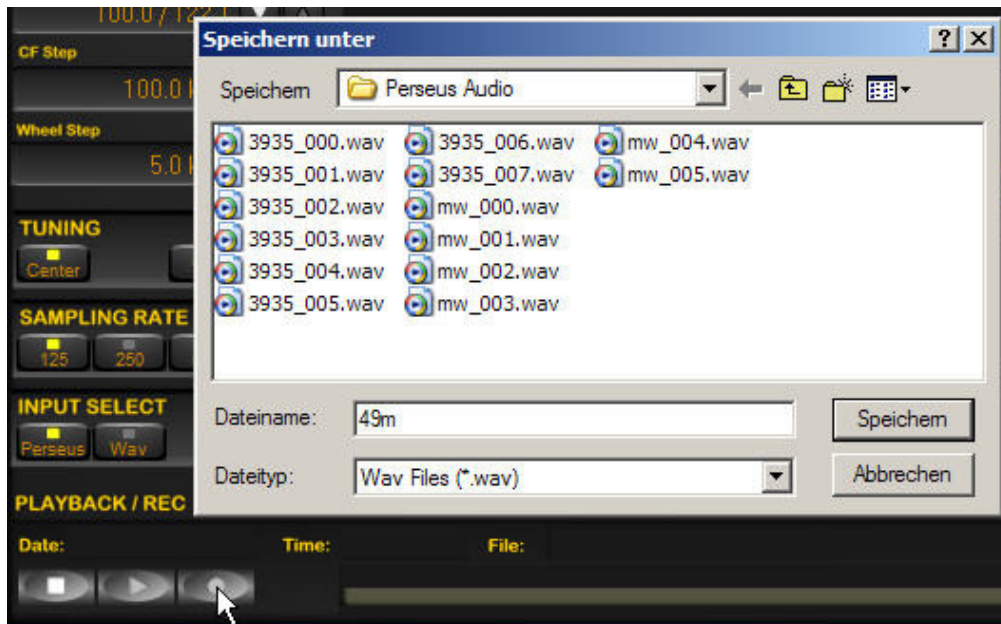 100.0 / 122.1
Speichern unter
CF Step
100.0 k
Speichern
Perseus Audio
Wheel Step
5.0 k
3935_000.wav 3935_006.wav mw_004.wav
3935_001.wav 3935_007.wav mw_005.wav
3935_002.wav mw_000.wav
3935_003.wav mw_001.wav
3935_004.wav mw_002.wav
3935_005.wav mw_003.wav
TUNING
Center
SAMPLING RATE
125 250
INPUT SELECT
Perseus Wav
Dateiname: 49m Speichern
Dateityp: Wav Files (*.wav) Abbrechen
PLAYBACK / REC
Date: Time: File: